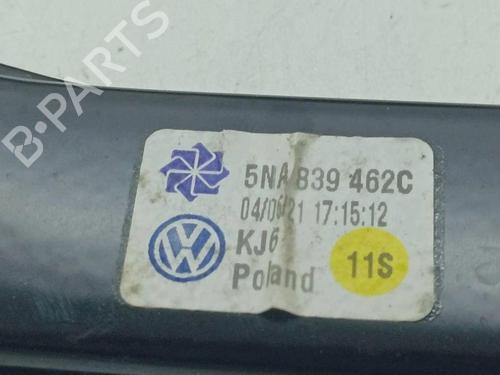 B-PARTS
5NA 839 462C
04/06/21 17:15:12
KJ6
Poland
11S